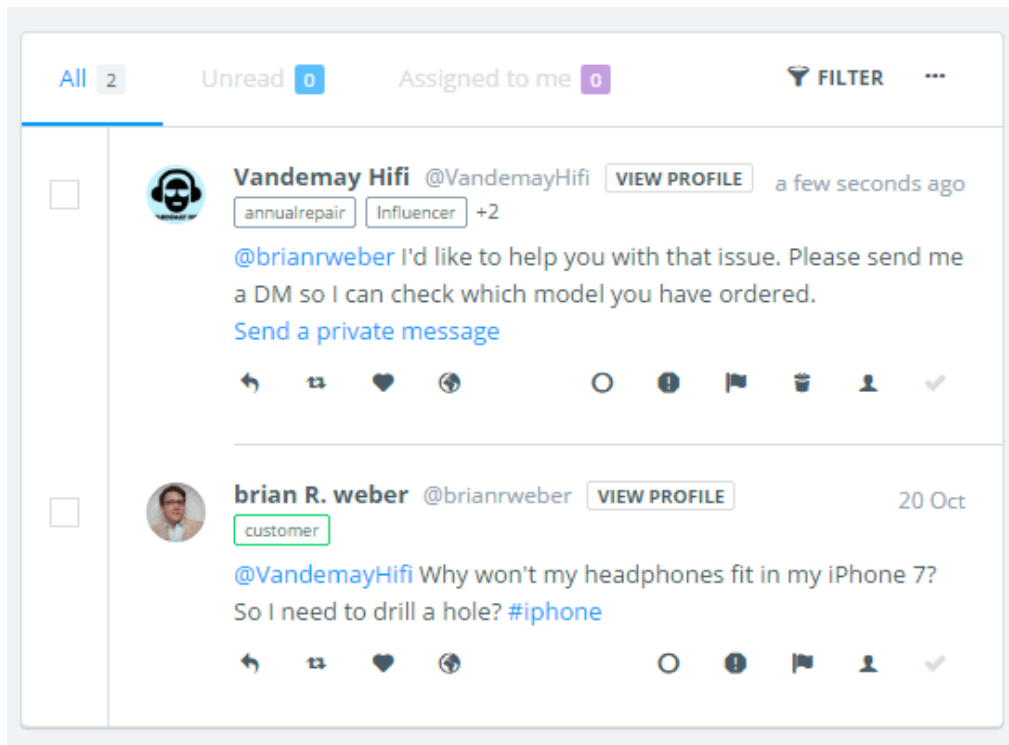 All 2 Unread 0 Assigned to me 0 FILTER ...
Vandemay Hifi @VandemayHifi VIEW PROFILE a few seconds ago
annualrepair Influencer +2
@brianrweber I'd like to help you with that issue. Please send me
a DM so I can check which model you have ordered.
Send a private message
brian R. weber @brianrweber VIEW PROFILE 20 Oct
customer
@VandemayHifi Why won't my headphones fit in my iPhone 7?
So I need to drill a hole? #iphone